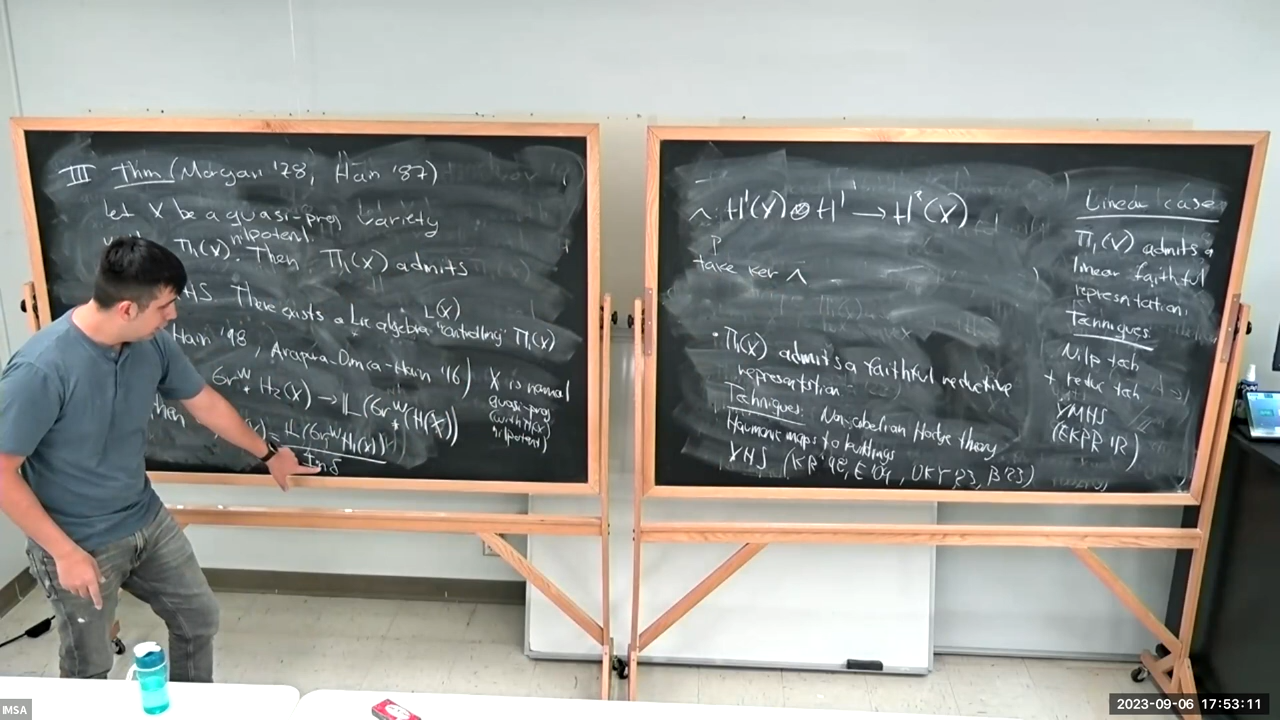 III Thm (Morgan '78, Hain '87)
let X be a quasi-proj variety
nilpotent
π₁(X). Then π₁(X) admits
HS There exists a Lie algebra L(X) "controlling" π₁(X)
Hain '98, Arapura-Dimca-Hain '16)
Gr^W_* H₂(X) → 𝕃(Gr^W_*(H₁(X)))
X is normal
quasi-proj
(with π₁(X)
nilpotent)
then
𝕃(Gr^W H₁(X))
Im δ
∧ : H¹(X) ⊗ H¹ → H²(X)
take ker ∧
• π₁(X) admits a faithful reductive
representation
Techniques: Nonabelian Hodge theory
Harmonic maps to buildings
VHS (KR '98, E '04, DKY 23, B 23)
Linear case
π₁(X) admits a
linear faithful
representation.
Techniques:
Nilp tech
+ reduc tech
VMHS
(EKPR '12)
IMSA
2023-09-06 17:53:11